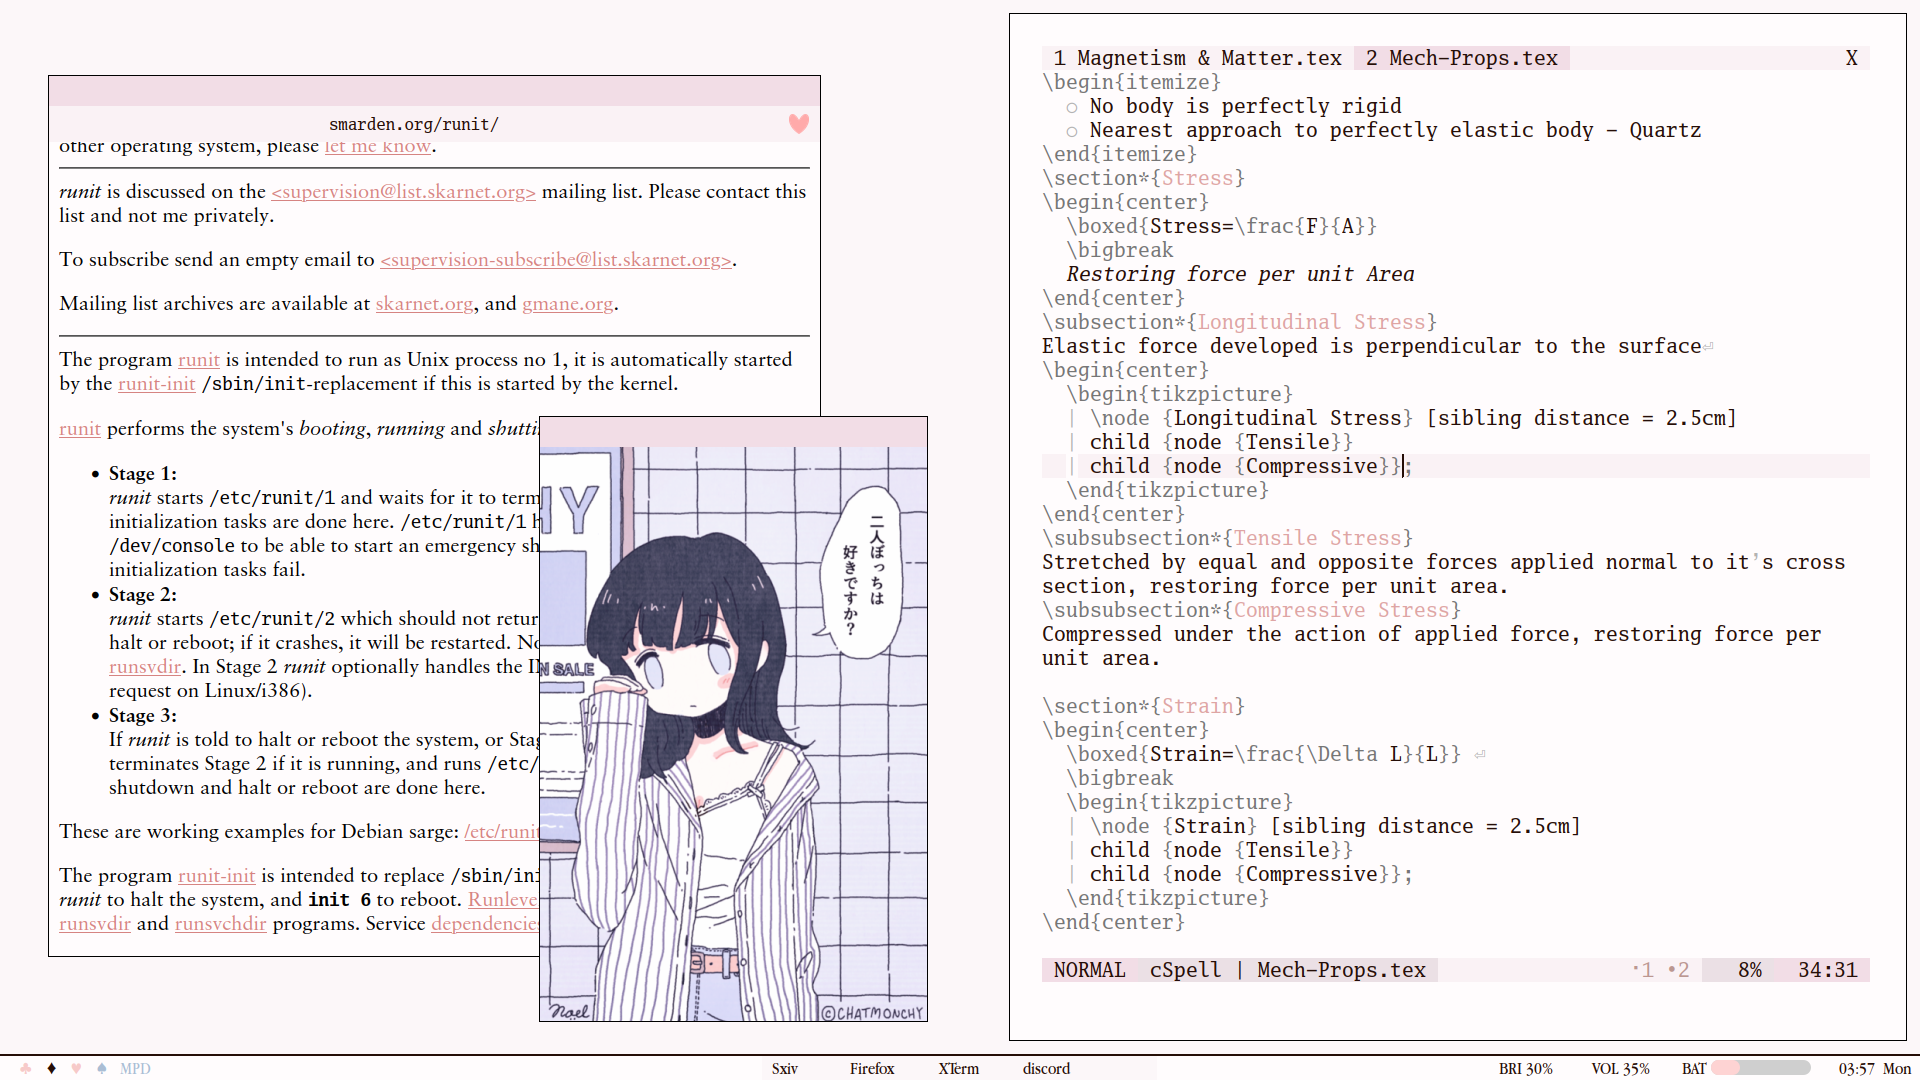 smarden.org/runit/
other operating system, please let me know.
runit is discussed on the <supervision@list.skarnet.org> mailing list. Please contact this
list and not me privately.
To subscribe send an empty email to <supervision-subscribe@list.skarnet.org>.
Mailing list archives are available at skarnet.org, and gmane.org.
The program runit is intended to run as Unix process no 1, it is automatically started
by the runit-init /sbin/init-replacement if this is started by the kernel.
runit performs the system's booting, running and shutti
• Stage 1:
runit starts /etc/runit/1 and waits for it to term
initialization tasks are done here. /etc/runit/1 h
/dev/console to be able to start an emergency sh
initialization tasks fail.
• Stage 2:
runit starts /etc/runit/2 which should not retur
halt or reboot; if it crashes, it will be restarted. No
runsvdir. In Stage 2 runit optionally handles the I
request on Linux/i386).
• Stage 3:
If runit is told to halt or reboot the system, or Stag
terminates Stage 2 if it is running, and runs /etc/
shutdown and halt or reboot are done here.
These are working examples for Debian sarge: /etc/runit
The program runit-init is intended to replace /sbin/ini
runit to halt the system, and init 6 to reboot. Runleve
runsvdir and runsvchdir programs. Service dependencies
HY
N SALE
二人ぼっちは
好きですか?
Naël
©CHATMONCHY
1 Magnetism & Matter.tex 2 Mech-Props.tex X
\begin{itemize}
○ No body is perfectly rigid
○ Nearest approach to perfectly elastic body - Quartz
\end{itemize}
\section*{Stress}
\begin{center}
\boxed{Stress=\frac{F}{A}}
\bigbreak
Restoring force per unit Area
\end{center}
\subsection*{Longitudinal Stress}
Elastic force developed is perpendicular to the surface⏎
\begin{center}
\begin{tikzpicture}
| \node {Longitudinal Stress} [sibling distance = 2.5cm]
| child {node {Tensile}}
| child {node {Compressive}};
\end{tikzpicture}
\end{center}
\subsubsection*{Tensile Stress}
Stretched by equal and opposite forces applied normal to it's cross
section, restoring force per unit area.
\subsubsection*{Compressive Stress}
Compressed under the action of applied force, restoring force per
unit area.
\section*{Strain}
\begin{center}
\boxed{Strain=\frac{\Delta L}{L}} ⏎
\bigbreak
\begin{tikzpicture}
| \node {Strain} [sibling distance = 2.5cm]
| child {node {Tensile}}
| child {node {Compressive}};
\end{tikzpicture}
\end{center}
NORMAL cSpell | Mech-Props.tex ·1 •2 8% 34:31
♣ ♦ ♥ ♠ MPD Sxiv Firefox XTerm discord BRI 30% VOL 35% BAT 03:57 Mon